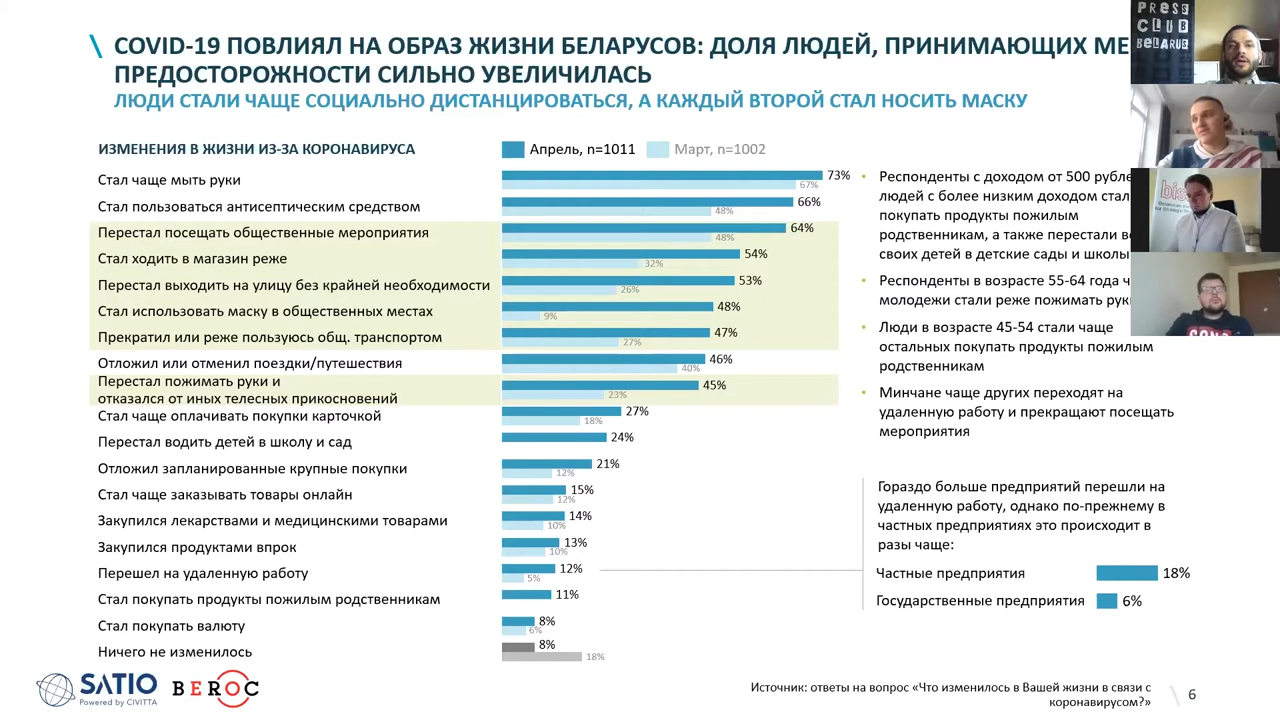 COVID-19 ПОВЛИЯЛ НА ОБРАЗ ЖИЗНИ БЕЛАРУСОВ: ДОЛЯ ЛЮДЕЙ, ПРИНИМАЮЩИХ
ПРЕДОСТОРОЖНОСТИ СИЛЬНО УВЕЛИЧИЛАСЬ
ЛЮДИ СТАЛИ ЧАЩЕ СОЦИАЛЬНО ДИСТАНЦИРОВАТЬСЯ, А КАЖДЫЙ ВТОРОЙ СТАЛ НОСИТЬ МАСКУ
PRESS
CLUB
BELARUS
ИЗМЕНЕНИЯ В ЖИЗНИ ИЗ-ЗА КОРОНАВИРУСА
Апрель, n=1011 Март, n=1002
Стал чаще мыть руки 73% 67%
Стал пользоваться антисептическим средством 66% 48%
Перестал посещать общественные мероприятия 64% 48%
Стал ходить в магазин реже 54% 32%
Перестал выходить на улицу без крайней необходимости 53% 26%
Стал использовать маску в общественных местах 48% 9%
Прекратил или реже пользуюсь общ. транспортом 47% 27%
Отложил или отменил поездки/путешествия 46% 40%
Перестал пожимать руки и
отказался от иных телесных прикосновений 45% 23%
Стал чаще оплачивать покупки карточкой 27% 18%
Перестал водить детей в школу и сад 24%
Отложил запланированные крупные покупки 21% 12%
Стал чаще заказывать товары онлайн 15% 12%
Закупился лекарствами и медицинскими товарами 14% 10%
Закупился продуктами впрок 13% 10%
Перешел на удаленную работу 12% 5%
Стал покупать продукты пожилым родственникам 11%
Стал покупать валюту 8% 6%
Ничего не изменилось 8% 18%
• Респонденты с доходом от 500
людей с более низким доходом
покупать продукты пожилым
родственникам, а также перестали
своих детей в детские сады и школы
• Респонденты в возрасте 55-64 года
молодежи стали реже пожимать
• Люди в возрасте 45-54 стали чаще
остальных покупать продукты пожилым
родственникам
• Минчане чаще других переходят на
удаленную работу и прекращают посещать
мероприятия
Гораздо больше предприятий перешли на
удаленную работу, однако по-прежнему в
частных предприятиях это происходит в
разы чаще:
Частные предприятия 18%
Государственные предприятия 6%
SATIO
Powered by CIVITTA
BEROC
Источник: ответы на вопрос «Что изменилось в Вашей жизни в связи с
коронавирусом?»
6